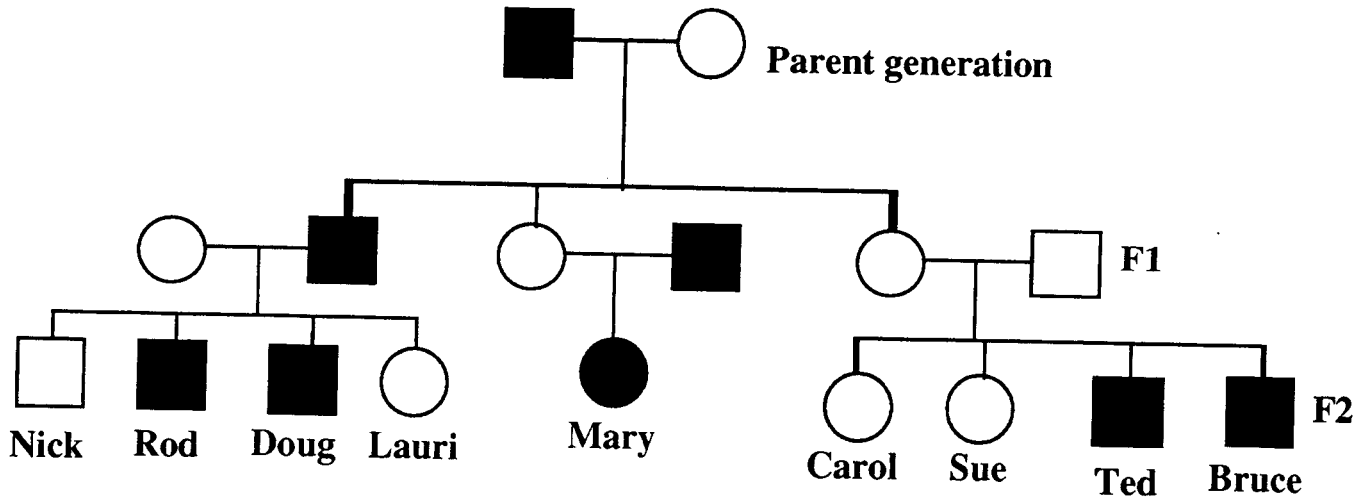 Parent generation
F1
Nick Rod Doug Lauri Mary Carol Sue Ted Bruce F2